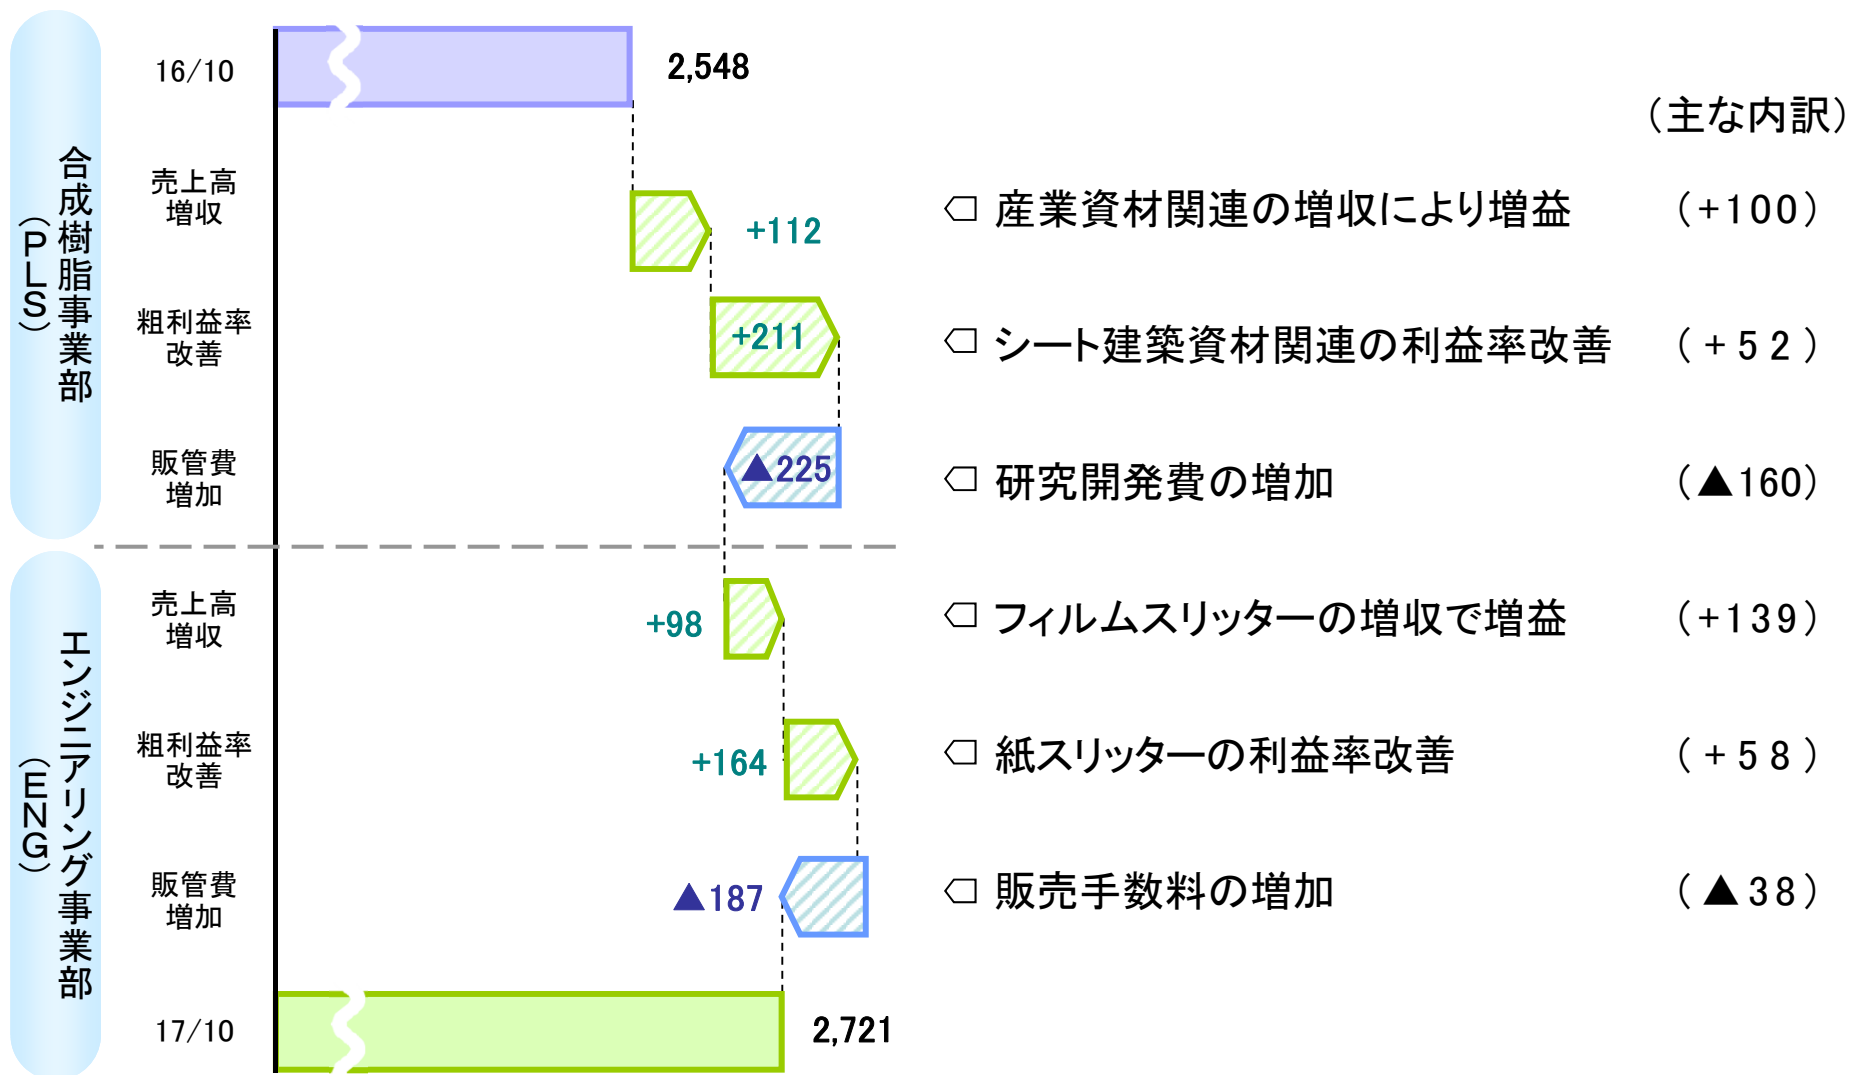 合成樹脂事業部
（PLS）
16/10
2,548
（主な内訳）
売上高
増収
+112
産業資材関連の増収により増益
（+100）
粗利益率
改善
+211
シート建築資材関連の利益率改善
（+52）
販管費
増加
▲225
研究開発費の増加
（▲160）
エンジニアリング事業部
（ENG）
売上高
増収
+98
フィルムスリッターの増収で増益
（+139）
粗利益率
改善
+164
紙スリッターの利益率改善
（+58）
販管費
増加
▲187
販売手数料の増加
（▲38）
17/10
2,721